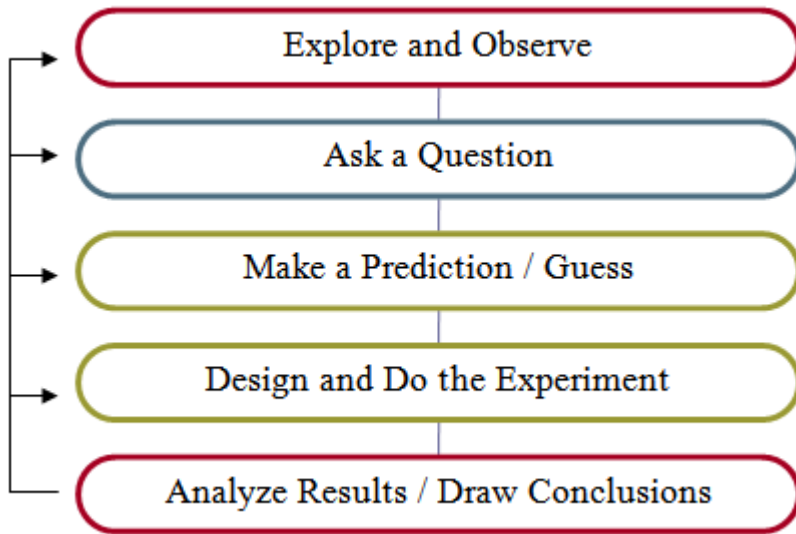 Explore and Observe
Ask a Question
Make a Prediction / Guess
Design and Do the Experiment
Analyze Results / Draw Conclusions